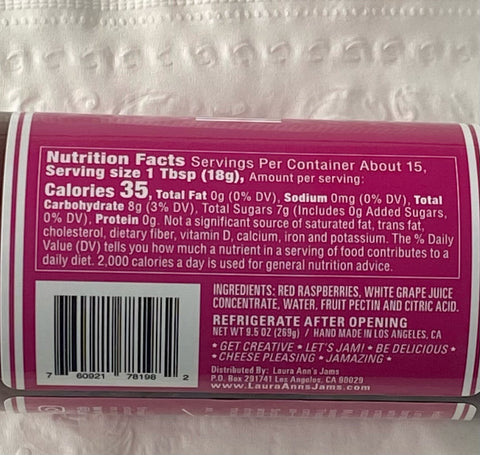 Nutrition Facts Servings Per Container About 15,
Serving size 1 Tbsp (18g), Amount per serving:
Calories 35, Total Fat 0g (0% DV), Sodium 0mg (0% DV), Total
Carbohydrate 8g (3% DV), Total Sugars 7g (Includes 0g Added Sugars,
0% DV), Protein 0g. Not a significant source of saturated fat, trans fat,
cholesterol, dietary fiber, vitamin D, calcium, iron and potassium. The % Daily
Value (DV) tells you how much a nutrient in a serving of food contributes to a
daily diet. 2,000 calories a day is used for general nutrition advice.
INGREDIENTS: RED RASPBERRIES, WHITE GRAPE JUICE
CONCENTRATE, WATER, FRUIT PECTIN AND CITRIC ACID.
REFRIGERATE AFTER OPENING
NET WT 9.5 OZ (269g) / HAND MADE IN LOS ANGELES, CA
• GET CREATIVE • LET'S JAM! • BE DELICIOUS •
• CHEESE PLEASING • JAMAZING •
Distributed By: Laura Ann's Jams
P.O. Box 291741 Los Angeles, CA 90029
www.LauraAnnsJams.com
7 60921 78198 2